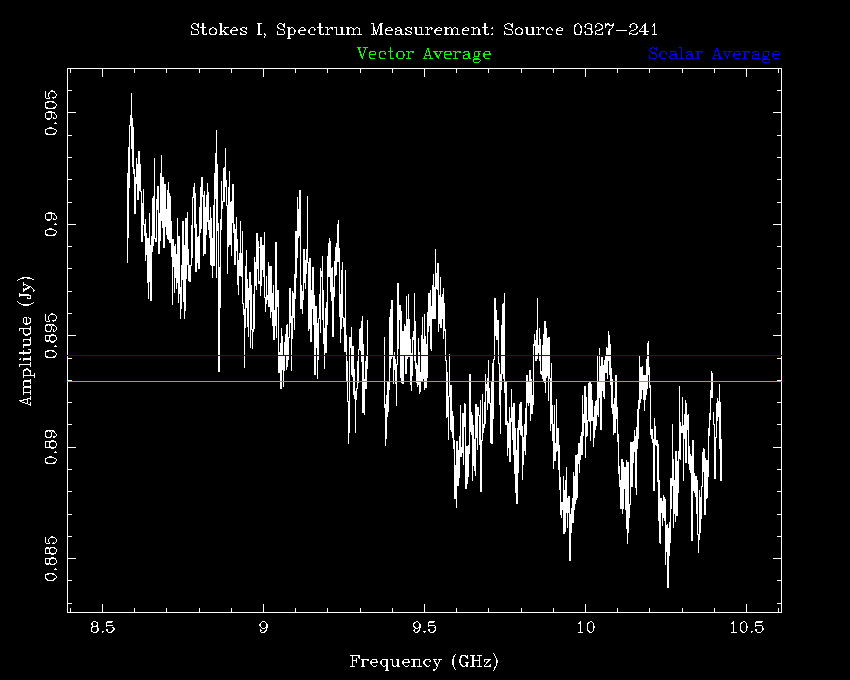 Stokes I, Spectrum Measurement: Source 0327−241
Vector Average Scalar Average
0.905
0.9
0.895
0.89
0.885
Amplitude (Jy)
8.5 9 9.5 10 10.5
Frequency (GHz)